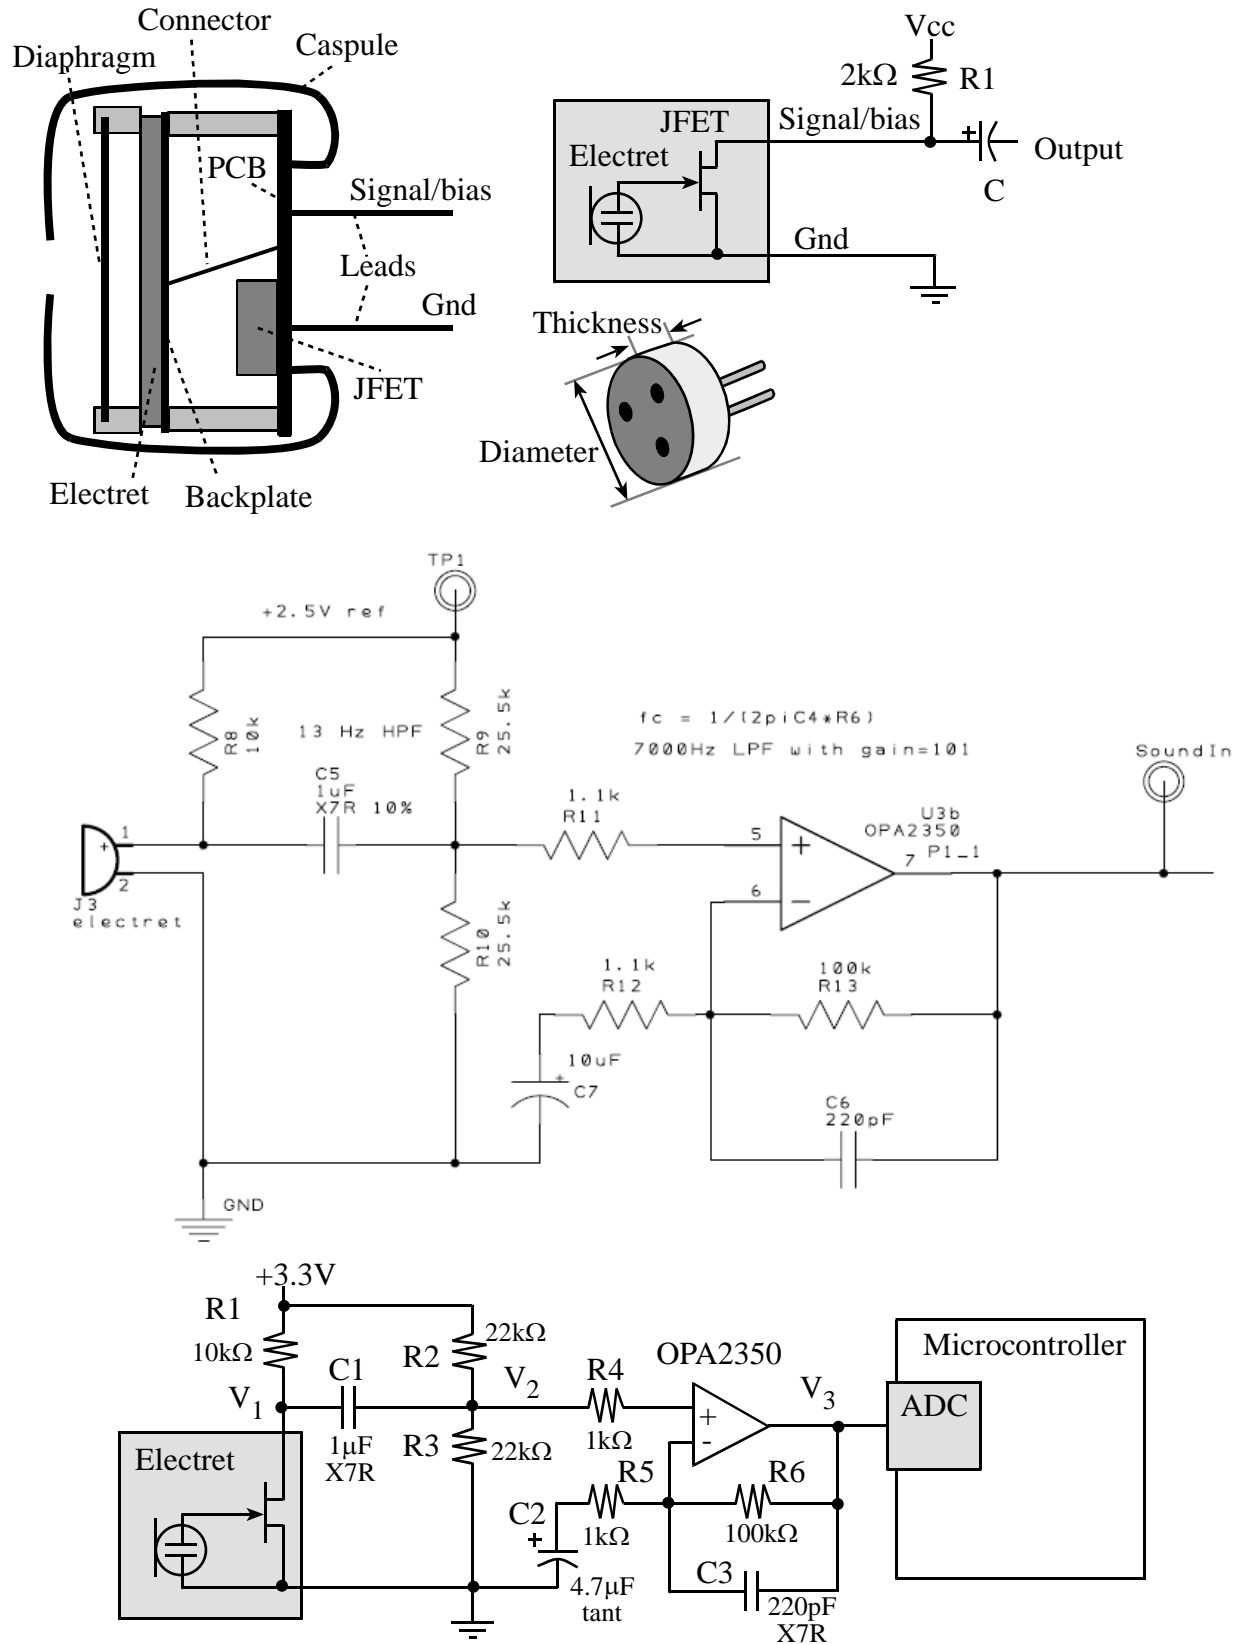 Connector
Diaphragm
Caspule
PCB
Signal/bias
Leads
Gnd
JFET
Electret
Backplate
Vcc
2kΩ
R1
JFET
Signal/bias
Electret
+
Output
C
Gnd
Thickness
Diameter
TP1
+2.5V ref
R8
10k
13 Hz HPF
R9
25.5k
fc = 1/(2piC4*R6)
7000Hz LPF with gain=101
SoundIn
C5
1uF
X7R 10%
1.1k
R11
U3b
OPA2350
P1_1
1
+
2
J3
electret
5
+
7
6
−
R10
25.5k
1.1k
R12
100k
R13
10uF
+
C7
C6
220pF
GND
+3.3V
R1
10kΩ
22kΩ
R2
C1
V1
V2
R4
OPA2350
V3
Microcontroller
ADC
Electret
1μF
X7R
R3
22kΩ
1kΩ
+
-
R5
R6
C2
+
1kΩ
100kΩ
C3
4.7μF
tant
220pF
X7R